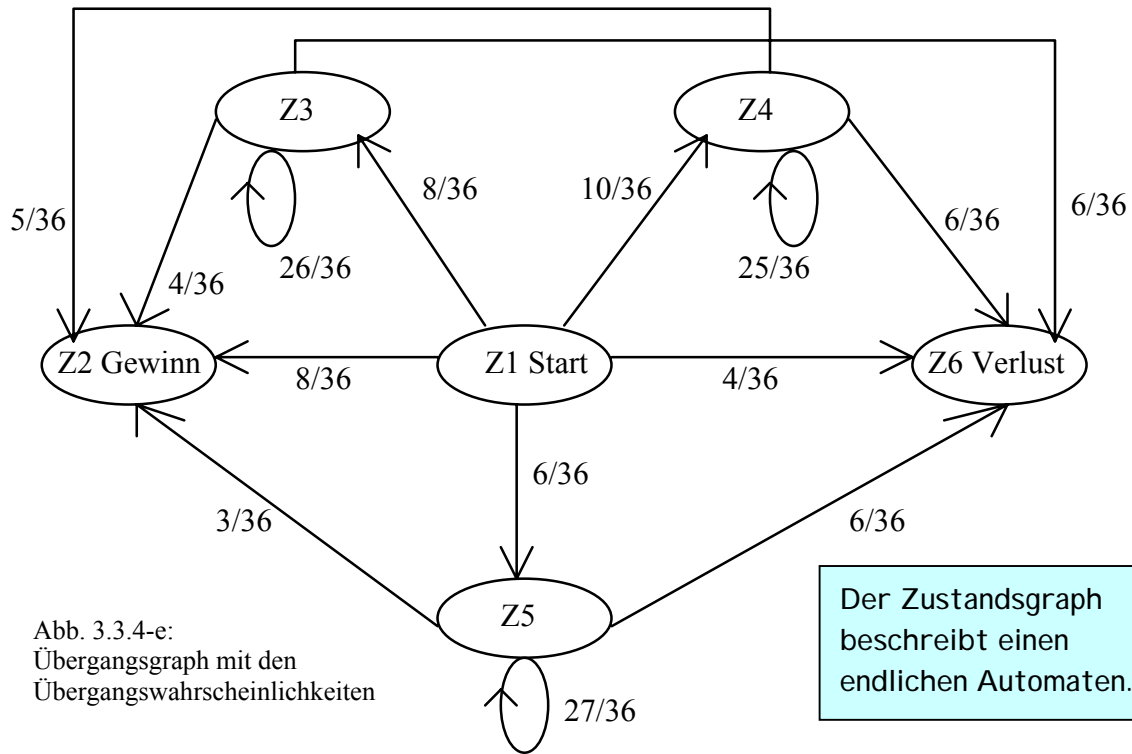 Z3
Z4
8/36
10/36
5/36
6/36
6/36
26/36
25/36
4/36
Z2 Gewinn
Z1 Start
Z6 Verlust
8/36
4/36
6/36
3/36
6/36
Z5
27/36
Abb. 3.3.4-e:
Übergangsgraph mit den
Übergangswahrscheinlichkeiten
Der Zustandsgraph
beschreibt einen
endlichen Automaten.